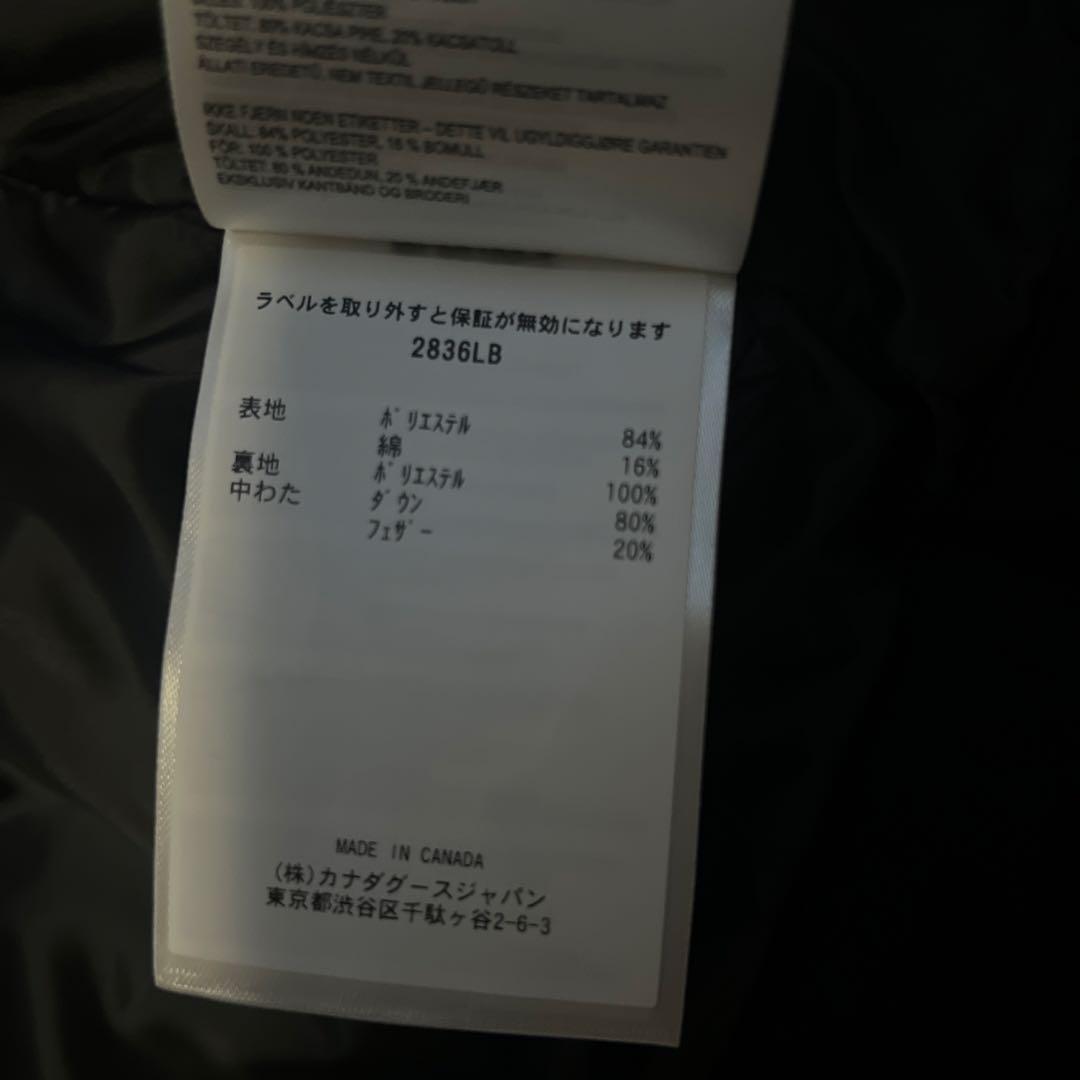 100% POLIÉSZTER
TÖLTET: 80% KACSA PIHE, 20% KACSATOLL
SZEGÉLY ÉS HÍMZÉS NÉLKÜL
ÁLLATI EREDETŰ, NEM TEXTIL JELLEGŰ RÉSZEKET TARTALMAZ
IKKE FJERN NOEN ETIKETTER – DETTE VIL UGYLDIGGJØRE GARANTIEN
SKALL: 84% POLYESTER, 16 % BOMULL
FÔR: 100 % POLYESTER
TÖLTET: 80 % ANDEDUN, 20 % ANDEFJÆR
EKSKLUSIV KANTBÅND OG BRODERI
ラベルを取り外すと保証が無効になります
2836LB
表地 ﾎﾟﾘｴｽﾃﾙ 84%
綿 16%
裏地 ﾎﾟﾘｴｽﾃﾙ 100%
中わた ﾀﾞｳﾝ 80%
ﾌｪｻﾞｰ 20%
MADE IN CANADA
(株)カナダグースジャパン
東京都渋谷区千駄ヶ谷2-6-3